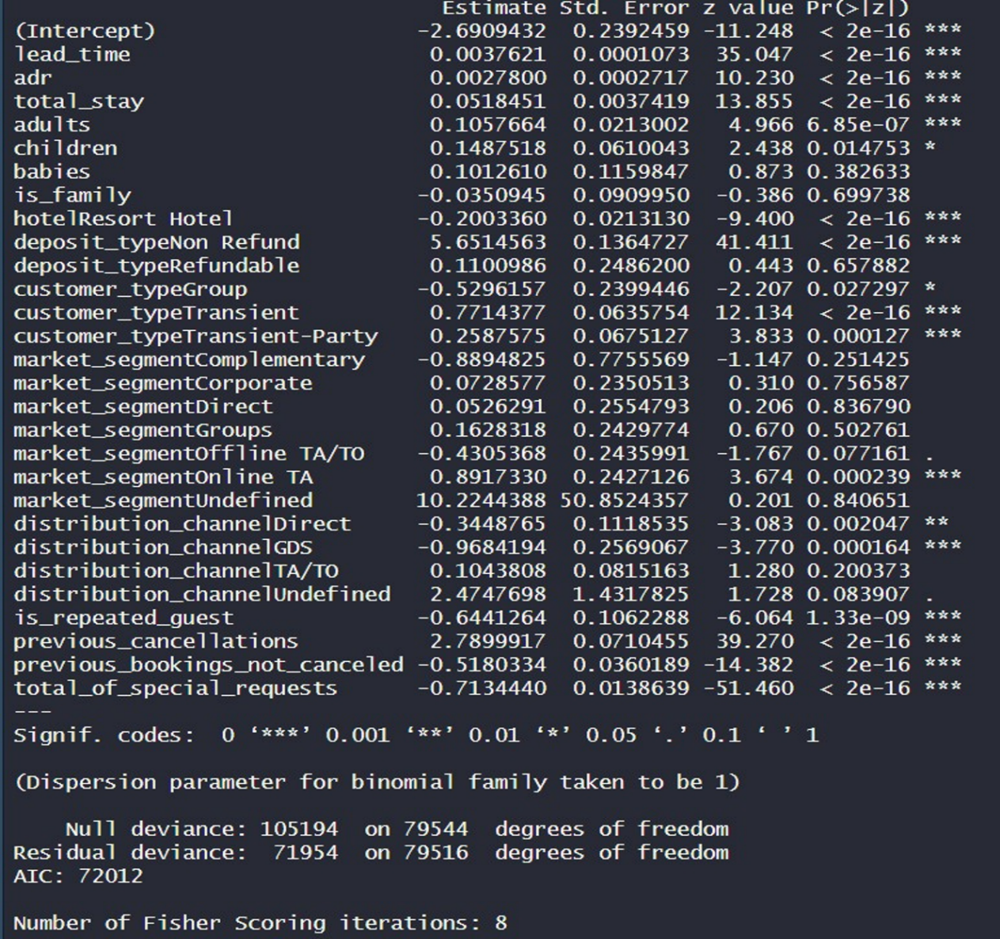 Estimate Std. Error z value Pr(>|z|)
(Intercept) -2.6909432 0.2392459 -11.248 < 2e-16 ***
lead_time 0.0037621 0.0001073 35.047 < 2e-16 ***
adr 0.0027800 0.0002717 10.230 < 2e-16 ***
total_stay 0.0518451 0.0037419 13.855 < 2e-16 ***
adults 0.1057664 0.0213002 4.966 6.85e-07 ***
children 0.1487518 0.0610043 2.438 0.014753 *
babies 0.1012610 0.1159847 0.873 0.382633
is_family -0.0350945 0.0909950 -0.386 0.699738
hotelResort Hotel -0.2003360 0.0213130 -9.400 < 2e-16 ***
deposit_typeNon Refund 5.6514563 0.1364727 41.411 < 2e-16 ***
deposit_typeRefundable 0.1100986 0.2486200 0.443 0.657882
customer_typeGroup -0.5296157 0.2399446 -2.207 0.027297 *
customer_typeTransient 0.7714377 0.0635754 12.134 < 2e-16 ***
customer_typeTransient-Party 0.2587575 0.0675127 3.833 0.000127 ***
market_segmentComplementary -0.8894825 0.7755569 -1.147 0.251425
market_segmentCorporate 0.0728577 0.2350513 0.310 0.756587
market_segmentDirect 0.0526291 0.2554793 0.206 0.836790
market_segmentGroups 0.1628318 0.2429774 0.670 0.502761
market_segmentOffline TA/TO -0.4305368 0.2435991 -1.767 0.077161 .
market_segmentOnline TA 0.8917330 0.2427126 3.674 0.000239 ***
market_segmentUndefined 10.2244388 50.8524357 0.201 0.840651
distribution_channelDirect -0.3448765 0.1118535 -3.083 0.002047 **
distribution_channelGDS -0.9684194 0.2569067 -3.770 0.000164 ***
distribution_channelTA/TO 0.1043808 0.0815163 1.280 0.200373
distribution_channelUndefined 2.4747698 1.4317825 1.728 0.083907 .
is_repeated_guest -0.6441264 0.1062288 -6.064 1.33e-09 ***
previous_cancellations 2.7899917 0.0710455 39.270 < 2e-16 ***
previous_bookings_not_canceled -0.5180334 0.0360189 -14.382 < 2e-16 ***
total_of_special_requests -0.7134440 0.0138639 -51.460 < 2e-16 ***
---
Signif. codes: 0 ‘***’ 0.001 ‘**’ 0.01 ‘*’ 0.05 ‘.’ 0.1 ‘ ’ 1
(Dispersion parameter for binomial family taken to be 1)
Null deviance: 105194 on 79544 degrees of freedom
Residual deviance: 71954 on 79516 degrees of freedom
AIC: 72012
Number of Fisher Scoring iterations: 8